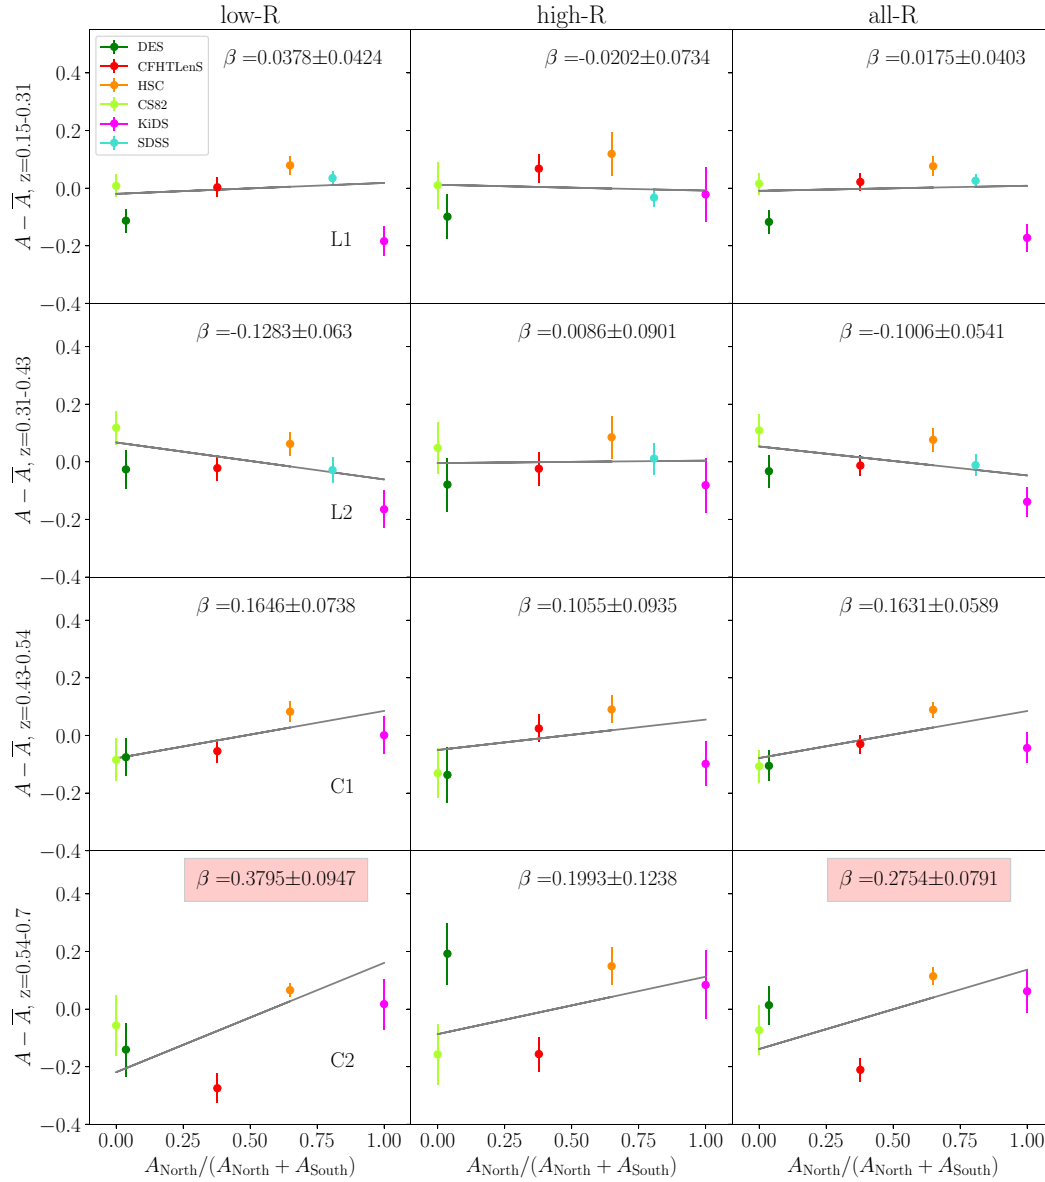 low-R
high-R
all-R
DES
CFHTLenS
HSC
CS82
KiDS
SDSS
β =0.0378±0.0424
β =-0.0202±0.0734
β =0.0175±0.0403
A − A̅, z=0.15-0.31
0.4
0.2
0.0
−0.2
−0.4
L1
β =-0.1283±0.063
β =0.0086±0.0901
β =-0.1006±0.0541
A − A̅, z=0.31-0.43
0.4
0.2
0.0
−0.2
−0.4
L2
β =0.1646±0.0738
β =0.1055±0.0935
β =0.1631±0.0589
A − A̅, z=0.43-0.54
0.4
0.2
0.0
−0.2
−0.4
C1
β =0.3795±0.0947
β =0.1993±0.1238
β =0.2754±0.0791
A − A̅, z=0.54-0.7
0.4
0.2
0.0
−0.2
−0.4
C2
0.00 0.25 0.50 0.75 1.00
0.00 0.25 0.50 0.75 1.00
0.00 0.25 0.50 0.75 1.00
A_North/(A_North + A_South)
A_North/(A_North + A_South)
A_North/(A_North + A_South)